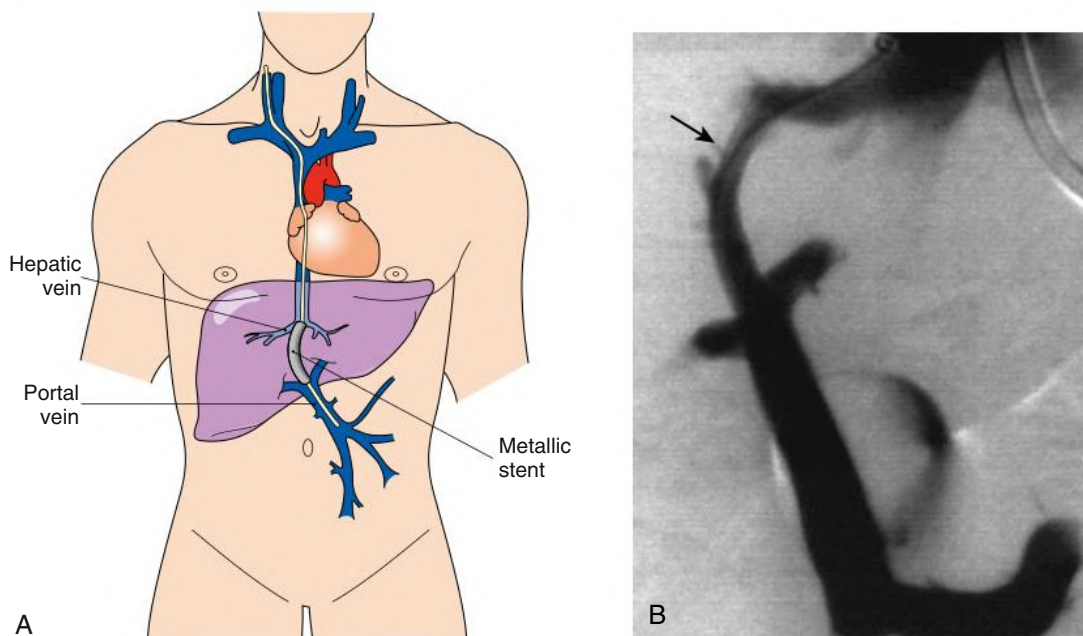 Hepatic
vein
Portal
vein
Metallic
stent
A
B